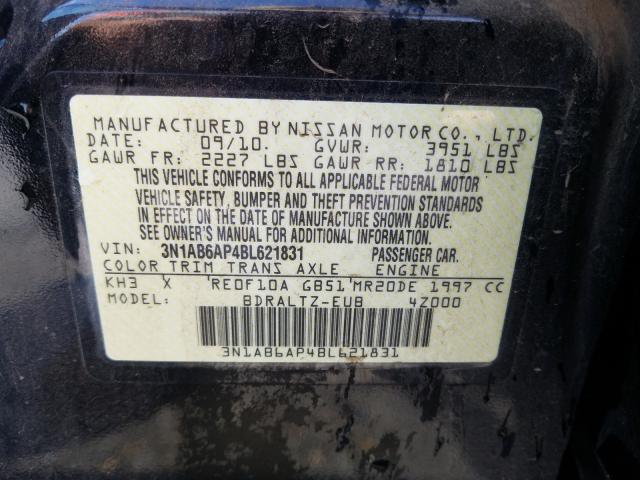 MANUFACTURED BY NISSAN MOTOR CO., LTD.
DATE: 09/10. GVWR: 3951 LBS
GAWR FR: 2227 LBS GAWR RR: 1810 LBS
THIS VEHICLE CONFORMS TO ALL APPLICABLE FEDERAL MOTOR
VEHICLE SAFETY, BUMPER AND THEFT PREVENTION STANDARDS
IN EFFECT ON THE DATE OF MANUFACTURE SHOWN ABOVE.
SEE OWNER'S MANUAL FOR ADDITIONAL INFORMATION.
VIN: 3N1AB6AP4BL621831 PASSENGER CAR.
COLOR TRIM TRANS AXLE ENGINE
KH3 X 'RE0F10A GB51'MR20DE 1997 CC
MODEL: BDRALTZ-EUB 4Z000
3N1AB6AP4BL621831